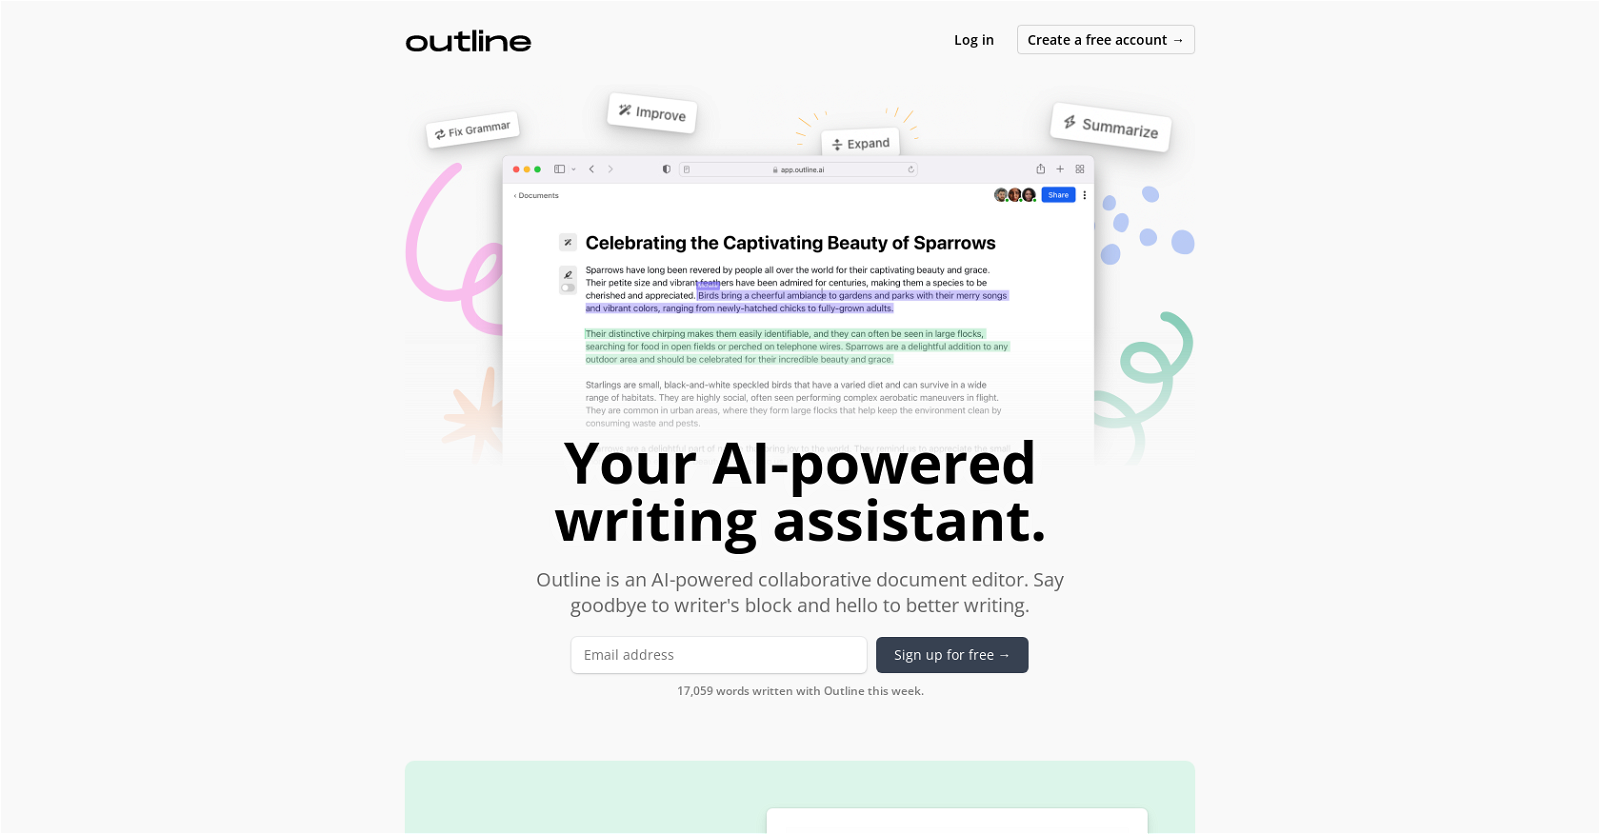 outline
Log in
Create a free account →
Fix Grammar
Improve
Expand
Summarize
app.outline.ai
‹ Documents
Share
Celebrating the Captivating Beauty of Sparrows
Sparrows have long been revered by people all over the world for their captivating beauty and grace.
Their petite size and vibrant feathers have been admired for centuries, making them a species to be
cherished and appreciated. Birds bring a cheerful ambiance to gardens and parks with their merry songs
and vibrant colors, ranging from newly-hatched chicks to fully-grown adults.
Their distinctive chirping makes them easily identifiable, and they can often be seen in large flocks,
searching for food in open fields or perched on telephone wires. Sparrows are a delightful addition to any
outdoor area and should be celebrated for their incredible beauty and grace.
Starlings are small, black-and-white speckled birds that have a varied diet and can survive in a wide
range of habitats. They are highly social, often seen performing complex aerobatic maneuvers in flight.
They are common in urban areas, where they form large flocks that help keep the environment clean by
consuming waste and pests.
Your AI-powered
writing assistant.
Outline is an AI-powered collaborative document editor. Say
goodbye to writer's block and hello to better writing.
Email address
Sign up for free →
17,059 words written with Outline this week.